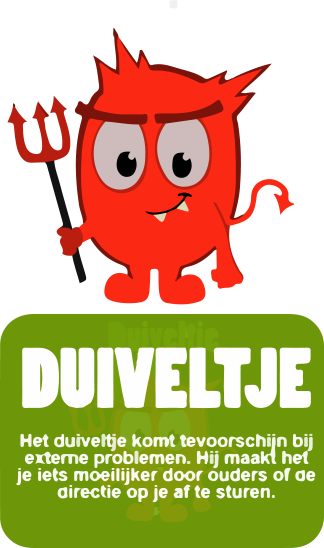 DUIVELTJE
Het duiveltje komt tevoorschijn bij
externe problemen. Hij maakt het
je iets moeilijker door ouders of de
directie op je af te sturen.